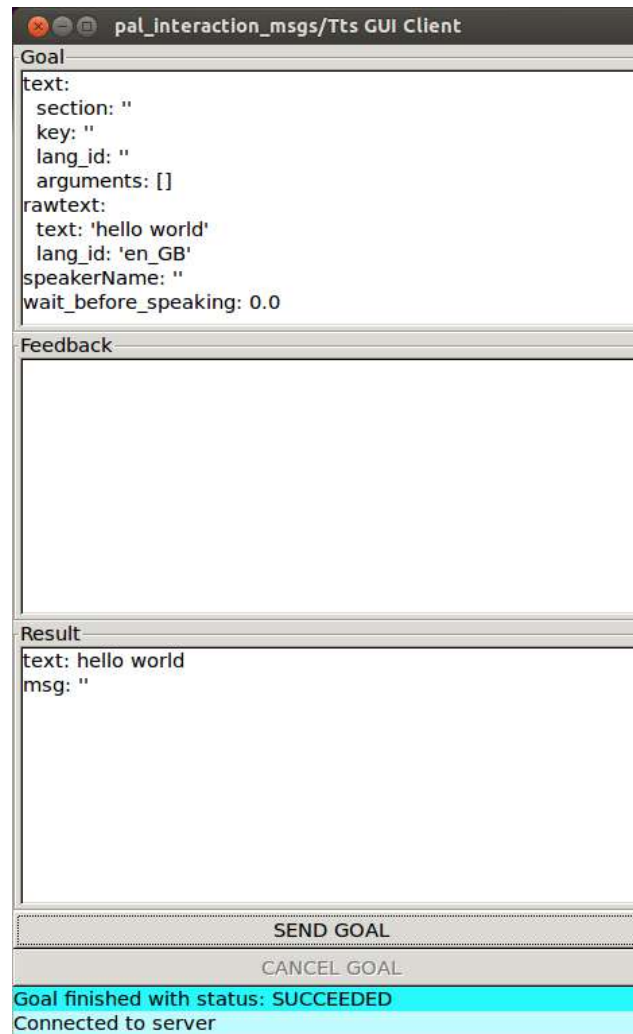 pal_interaction_msgs/Tts GUI Client
Goal
text:
  section: ''
  key: ''
  lang_id: ''
  arguments: []
rawtext:
  text: 'hello world'
  lang_id: 'en_GB'
speakerName: ''
wait_before_speaking: 0.0
Feedback
Result
text: hello world
msg: ''
SEND GOAL
CANCEL GOAL
Goal finished with status: SUCCEEDED
Connected to server